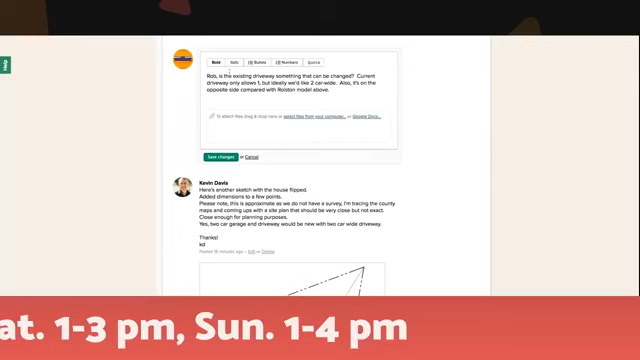 Help
Bold Italic Bullets Numbers Quote
Rob, is the existing driveway something that can be changed? Current
driveway only allows 1, but ideally we'd like 2 car-wide. Also, it's on the
opposite side compared with Rolston model above.
To attach files drag & drop here or select files from your computer... or Google Docs...
Save changes or Cancel
Kevin Davis
Here's another sketch with the house flipped.
Added dimensions to a few points.
Please note, this is approximate as we do not have a survey, I'm tracing the county
maps and coming up with a site plan that should be very close but not exact.
Close enough for planning purposes.
Yes, two car garage and driveway would be new with two car wide driveway.
Thanks!
kd
Posted 18 minutes ago — Edit or Delete
at. 1-3 pm, Sun. 1-4 pm